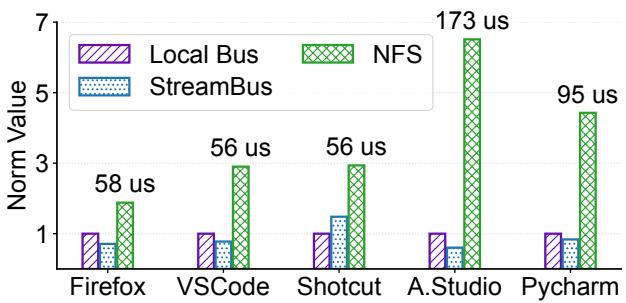 7
5
3
1
Norm Value
Local Bus
StreamBus
NFS
58 us
56 us
56 us
173 us
95 us
Firefox
VSCode
Shotcut
A.Studio
Pycharm